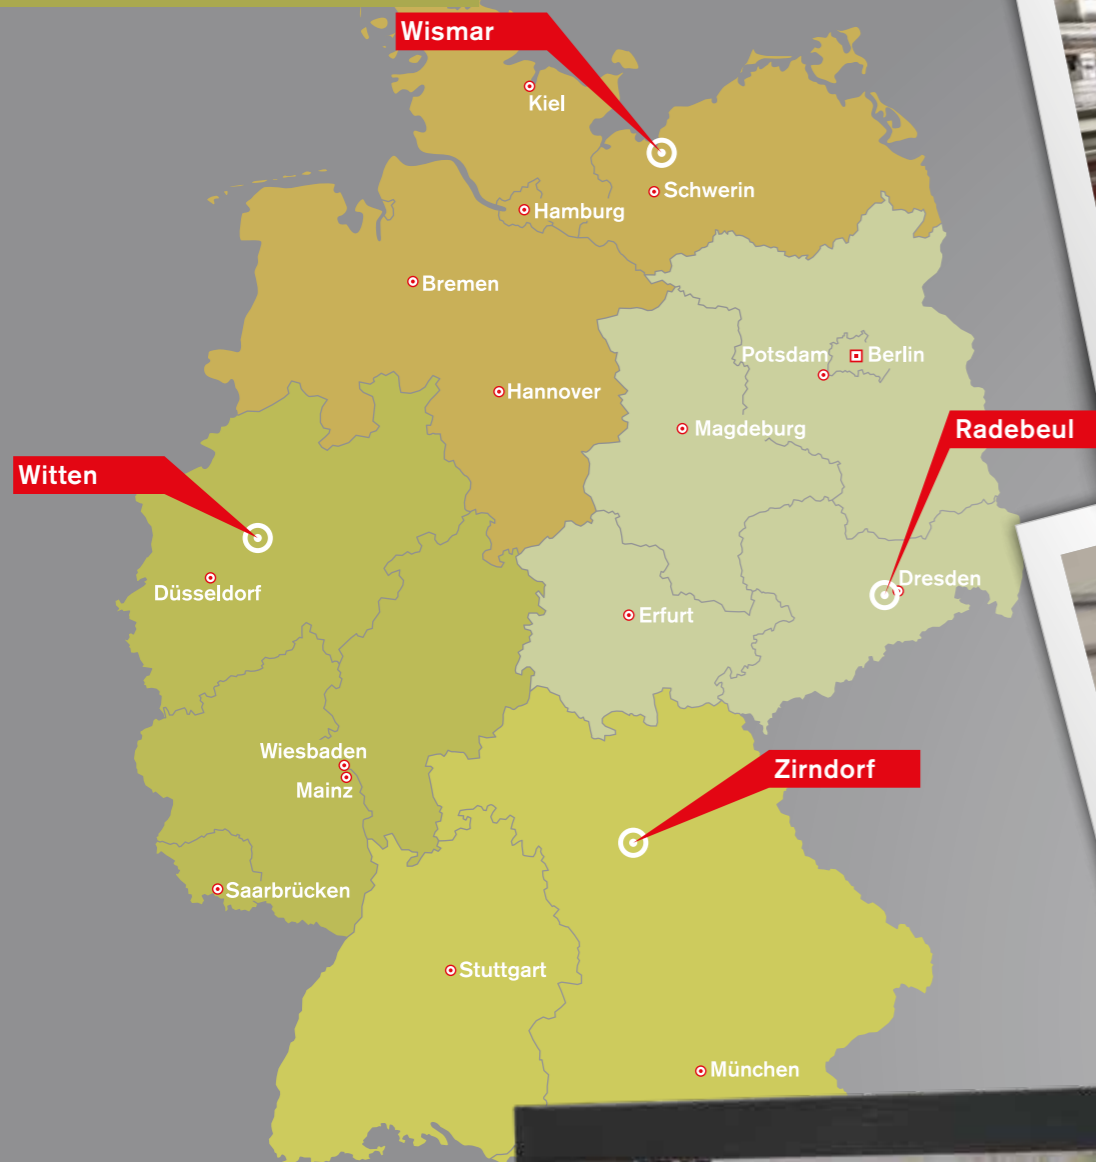 Wismar
Kiel
Schwerin
Hamburg
Bremen
Potsdam
Berlin
Hannover
Magdeburg
Radebeul
Witten
Düsseldorf
Dresden
Erfurt
Wiesbaden
Zirndorf
Mainz
Saarbrücken
Stuttgart
München